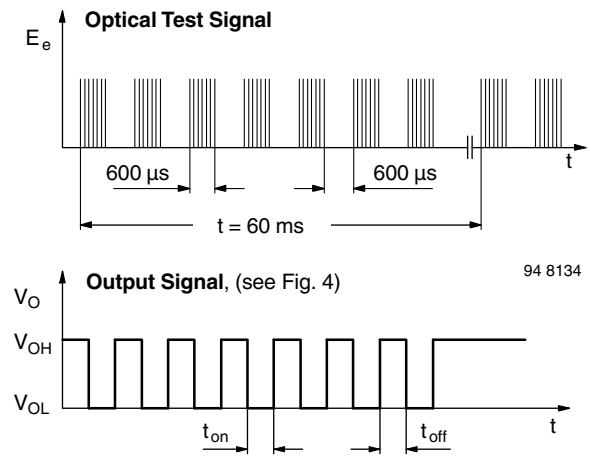 Optical Test Signal
E e
t
600 µs
600 µs
t = 60 ms
94 8134
Output Signal, (see Fig. 4)
V O
V OH
V OL
t
t on
t off